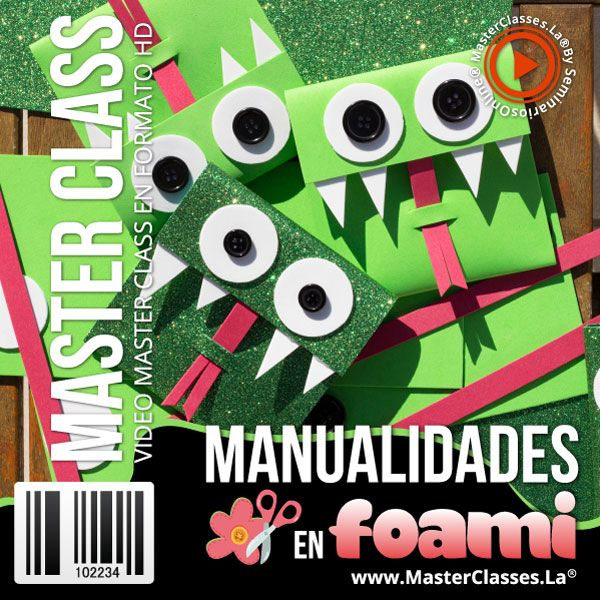 MASTER CLASS
VIDEO MASTER CLASS EN FORMATO HD
MasterClasses.La®By SeminariosOnline®
MANUALIDADES
EN foami
www.MasterClasses.La®
102234